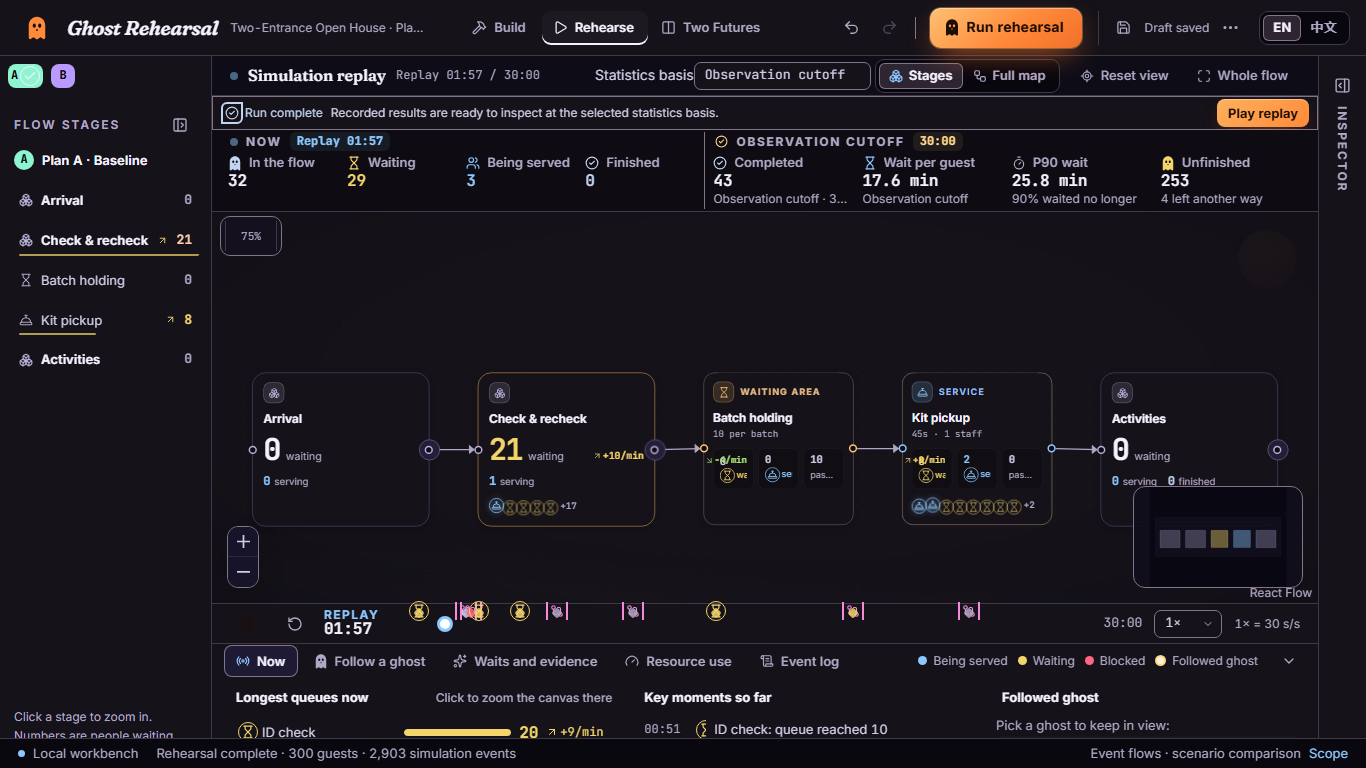 Ghost Rehearsal
Two-Entrance Open House · Pla...
Build
Rehearse
Two Futures
Run rehearsal
Draft saved
EN
中文
A
B
Simulation replay
Replay 01:57 / 30:00
Statistics basis
Observation cutoff
Stages
Full map
Reset view
Whole flow
Run complete
Recorded results are ready to inspect at the selected statistics basis.
Play replay
FLOW STAGES
A
Plan A · Baseline
Arrival 0
Check & recheck 21
Batch holding 0
Kit pickup 8
Activities 0
NOW
Replay 01:57
In the flow
32
Waiting
29
Being served
3
Finished
0
OBSERVATION CUTOFF
30:00
Completed
43
Observation cutoff · 3...
Wait per guest
17.6 min
Observation cutoff
P90 wait
25.8 min
90% waited no longer
Unfinished
253
4 left another way
INSPECTOR
75%
Arrival
0 waiting
0 serving
Check & recheck
21 waiting
+10/min
1 serving
+17
WAITING AREA
Batch holding
10 per batch
0
se
10
pas...
SERVICE
Kit pickup
45s · 1 staff
2
se
0
pas...
+2
Activities
0 waiting
0 serving 0 finished
React Flow
REPLAY
01:57
30:00
1×
1× = 30 s/s
Now
Follow a ghost
Waits and evidence
Resource use
Event log
Being served
Waiting
Blocked
Followed ghost
Longest queues now
Click to zoom the canvas there
ID check
20
+9/min
Key moments so far
00:51
ID check: queue reached 10
Followed ghost
Pick a ghost to keep in view:
Click a stage to zoom in.
Numbers are people waiting
Local workbench
Rehearsal complete · 300 guests · 2,903 simulation events
Event flows · scenario comparison
Scope